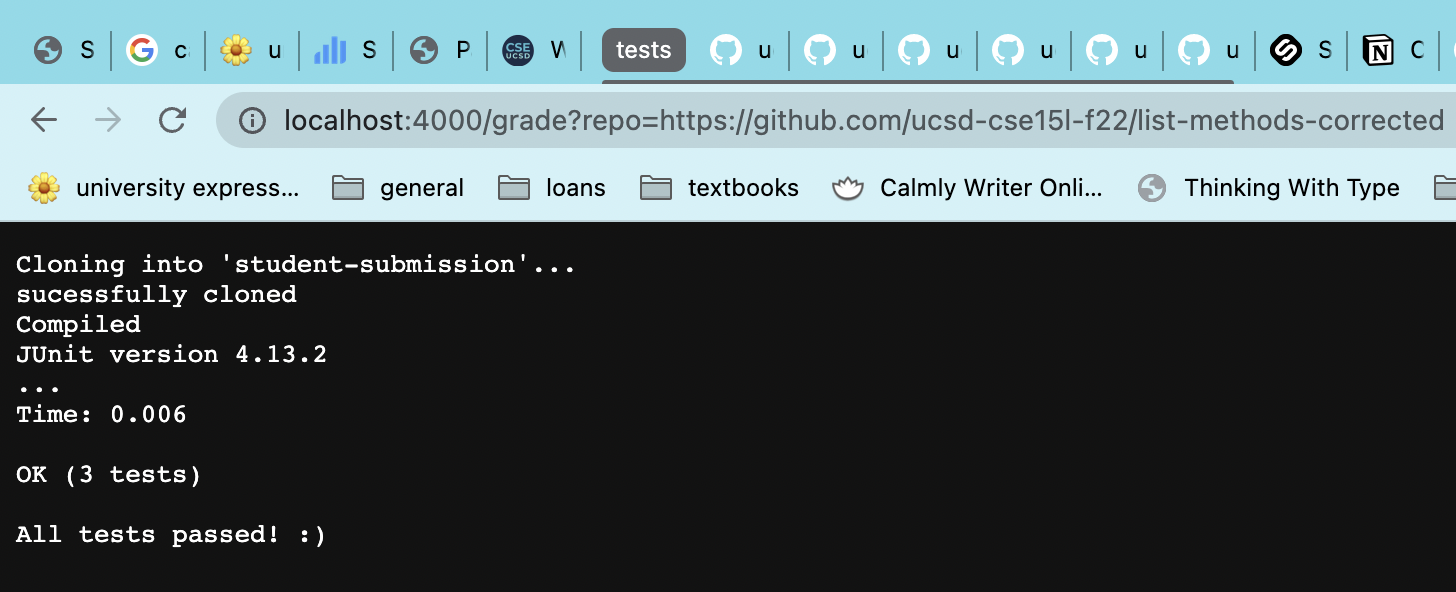 S c u S P CSE UCSD W tests u u u u u u S N C
localhost:4000/grade?repo=https://github.com/ucsd-cse15l-f22/list-methods-corrected
university express... general loans textbooks Calmly Writer Onli... Thinking With Type
Cloning into 'student-submission'...
sucessfully cloned
Compiled
JUnit version 4.13.2
...
Time: 0.006
OK (3 tests)
All tests passed! :)